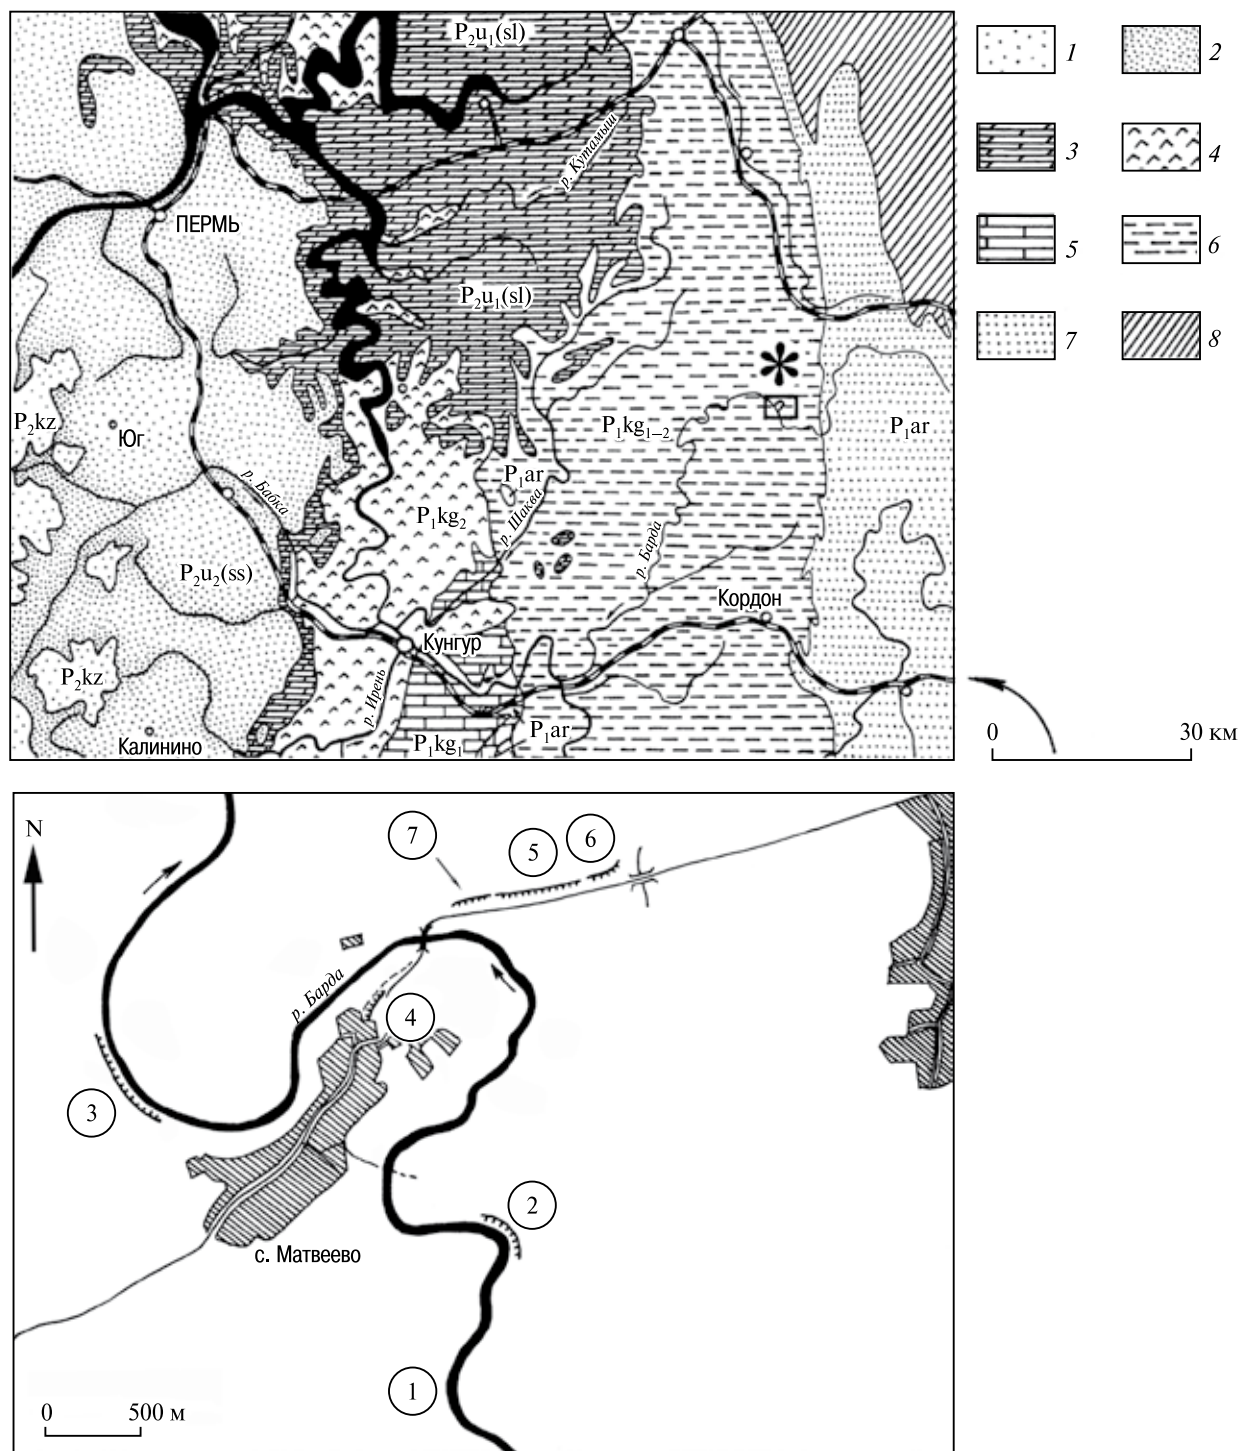 P₂u₁(sl)
1
2
р. Кутамыш
3
4
ПЕРМЬ
5
6
P₂u₁(sl)
7
8
P₂kz
Юг
P₁kg₁₋₂
P₁ar
р. Бабка
P₁ar
р. Шаква
P₁kg₂
р. Барда
P₂u₂(ss)
Кордон
Кунгур
P₂kz
р. Ирень
Калинино
P₁kg₁
P₁ar
0
30 км
N
7
5
6
р. Барда
4
3
2
с. Матвеево
1
0
500 м